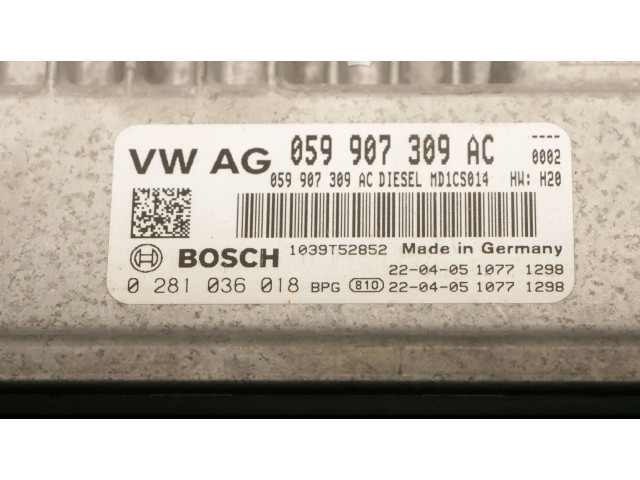 VW AG 059 907 309 AC ----
0002
059 907 309 AC DIESEL MD1CS014 HW: H20
BOSCH 1039T52852 Made in Germany
22-04-05 1077 1298
0 281 036 018 BPG 810 22-04-05 1077 1298